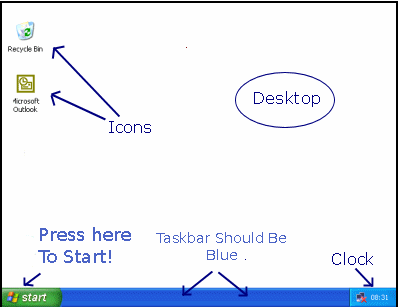 Recycle Bin
Microsoft
Outlook
Icons
Desktop
Press here
To Start!
Taskbar Should Be
Blue .
Clock
start
08:31